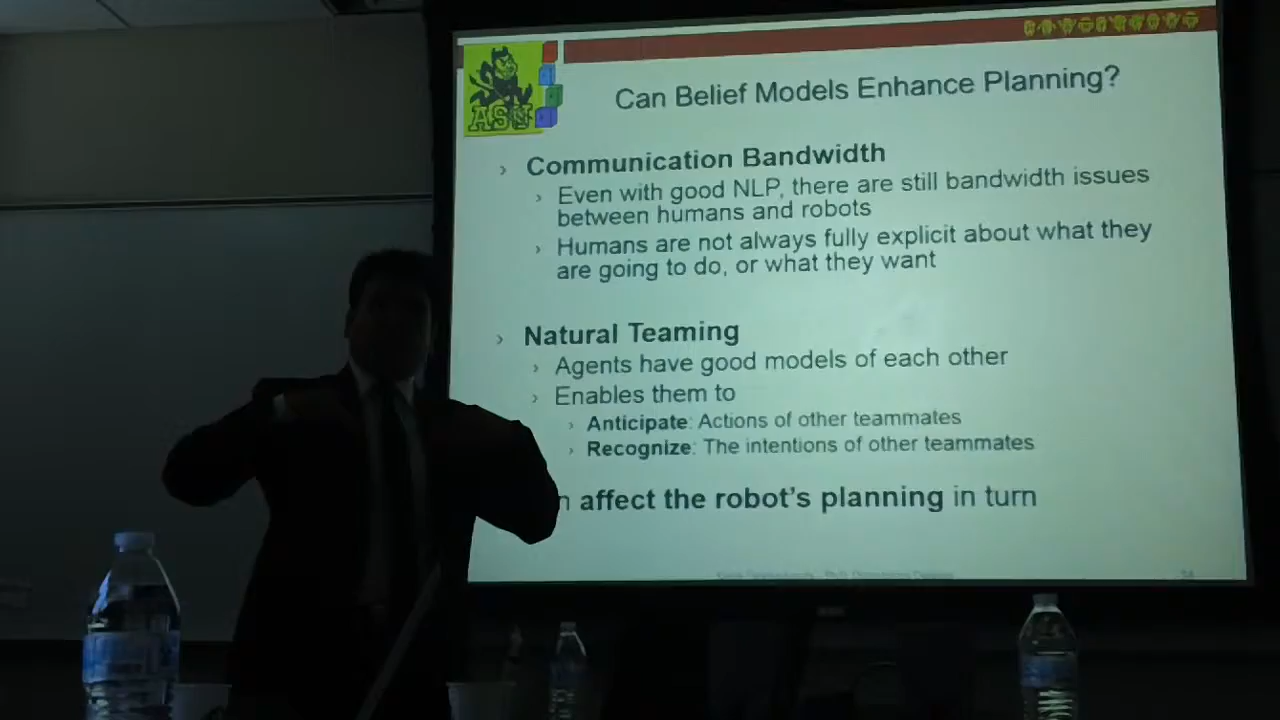 ASU
Can Belief Models Enhance Planning?
› Communication Bandwidth
› Even with good NLP, there are still bandwidth issues
between humans and robots
› Humans are not always fully explicit about what they
are going to do, or what they want
› Natural Teaming
› Agents have good models of each other
› Enables them to
› Anticipate: Actions of other teammates
› Recognize: The intentions of other teammates
affect the robot's planning in turn